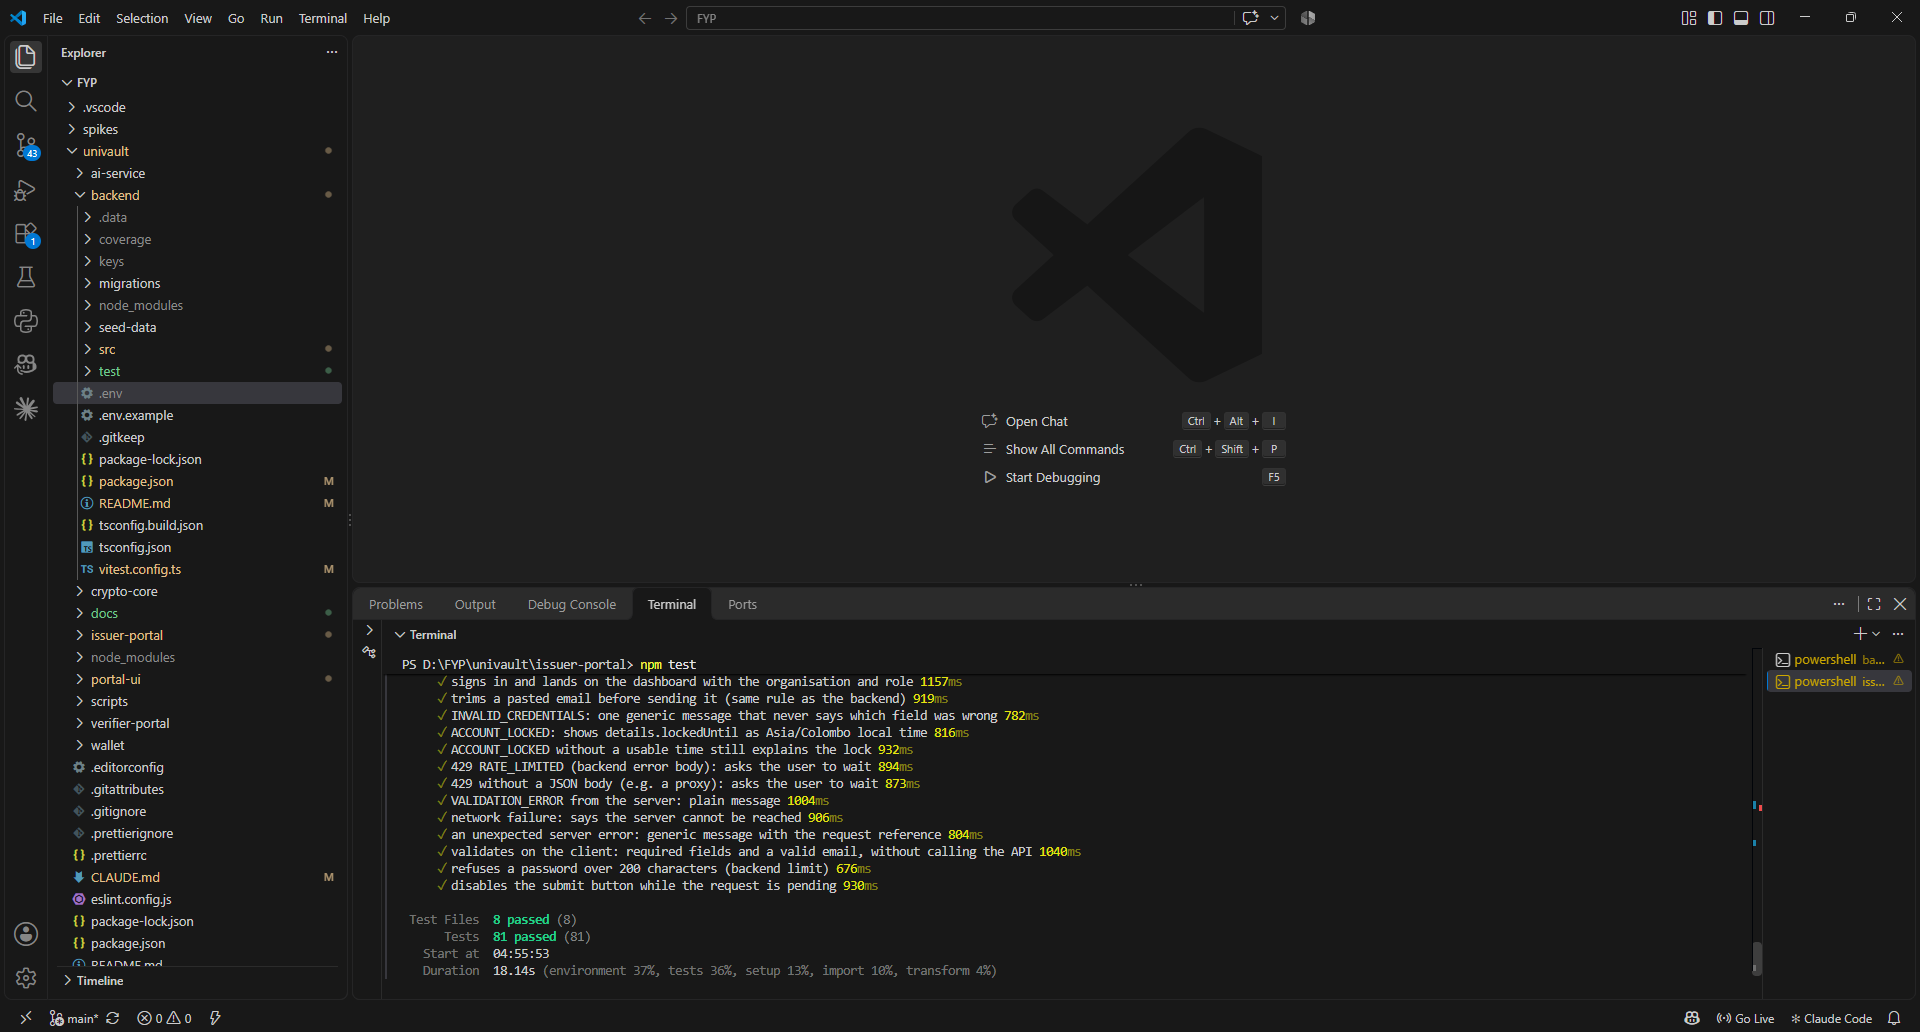 File Edit Selection View Go Run Terminal Help
FYP
Explorer
FYP
.vscode
spikes
43
univault
ai-service
backend
.data
1
coverage
keys
migrations
node_modules
seed-data
src
test
.env
.env.example
.gitkeep
package-lock.json
package.json M
README.md M
tsconfig.build.json
tsconfig.json
TS vitest.config.ts M
crypto-core
docs
issuer-portal
node_modules
portal-ui
scripts
verifier-portal
wallet
.editorconfig
.gitattributes
.gitignore
.prettierignore
.prettierrc
CLAUDE.md M
eslint.config.js
package-lock.json
package.json
README.md
Timeline
Open Chat Ctrl + Alt + I
Show All Commands Ctrl + Shift + P
Start Debugging F5
Problems Output Debug Console Terminal Ports
Terminal
PS D:\FYP\univault\issuer-portal> npm test
✓ signs in and lands on the dashboard with the organisation and role 1157ms
✓ trims a pasted email before sending it (same rule as the backend) 919ms
✓ INVALID_CREDENTIALS: one generic message that never says which field was wrong 782ms
✓ ACCOUNT_LOCKED: shows details.lockedUntil as Asia/Colombo local time 816ms
✓ ACCOUNT_LOCKED without a usable time still explains the lock 932ms
✓ 429 RATE_LIMITED (backend error body): asks the user to wait 894ms
✓ 429 without a JSON body (e.g. a proxy): asks the user to wait 873ms
✓ VALIDATION_ERROR from the server: plain message 1004ms
✓ network failure: says the server cannot be reached 906ms
✓ an unexpected server error: generic message with the request reference 804ms
✓ validates on the client: required fields and a valid email, without calling the API 1040ms
✓ refuses a password over 200 characters (backend limit) 676ms
✓ disables the submit button while the request is pending 930ms
Test Files 8 passed (8)
Tests 81 passed (81)
Start at 04:55:53
Duration 18.14s (environment 37%, tests 36%, setup 13%, import 10%, transform 4%)
powershell ba...
powershell iss...
main* 0 0 Go Live Claude Code